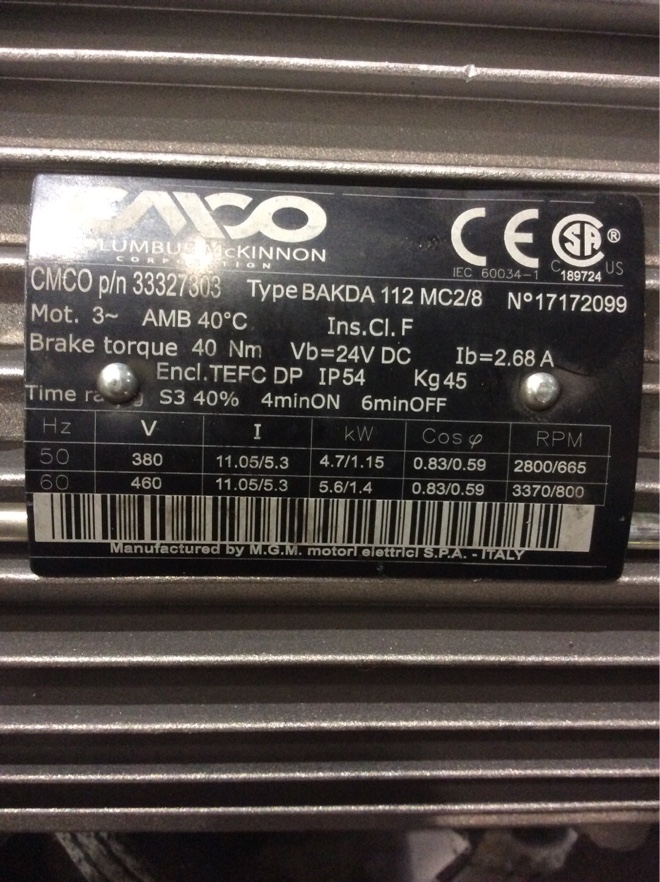 CMCO
COLUMBUS McKINNON
CORPORATION
CE
IEC 60034-1
C SA ® US
189724
CMCO p/n 33327303 Type BAKDA 112 MC2/8 Nº17172099
Mot. 3~ AMB 40°C Ins.Cl. F
Brake torque 40 Nm Vb=24V DC Ib=2.68 A
Encl.TEFC DP IP54 Kg 45
Time S3 40% 4minON 6minOFF
Hz V I kW Cos φ RPM
50 380 11.05/5.3 4.7/1.15 0.83/0.59 2800/665
60 460 11.05/5.3 5.6/1.4 0.83/0.59 3370/800
Manufactured by M.G.M. motori elettrici S.P.A. - ITALY